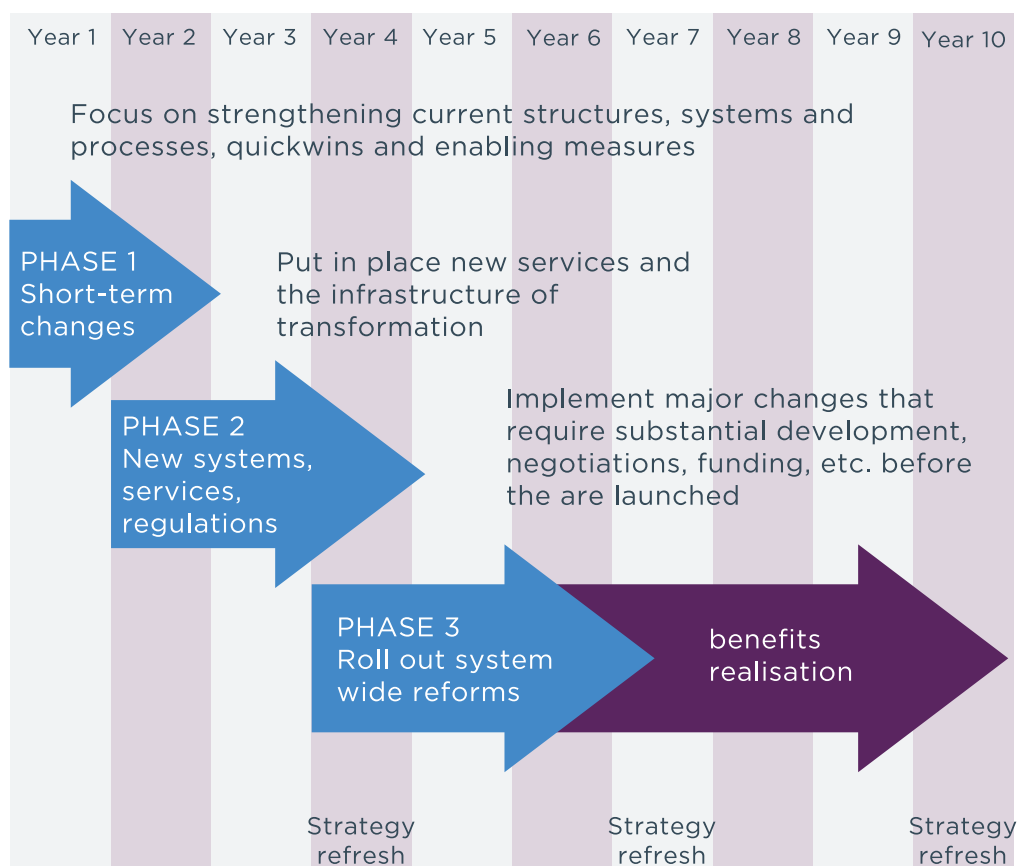 Year 1 Year 2 Year 3 Year 4 Year 5 Year 6 Year 7 Year 8 Year 9 Year 10
Focus on strengthening current structures, systems and
processes, quickwins and enabling measures
PHASE 1
Short-term
changes
Put in place new services and
the infrastructure of
transformation
PHASE 2
New systems,
services,
regulations
Implement major changes that
require substantial development,
negotiations, funding, etc. before
the are launched
PHASE 3
Roll out system
wide reforms
benefits
realisation
Strategy
refresh
Strategy
refresh
Strategy
refresh